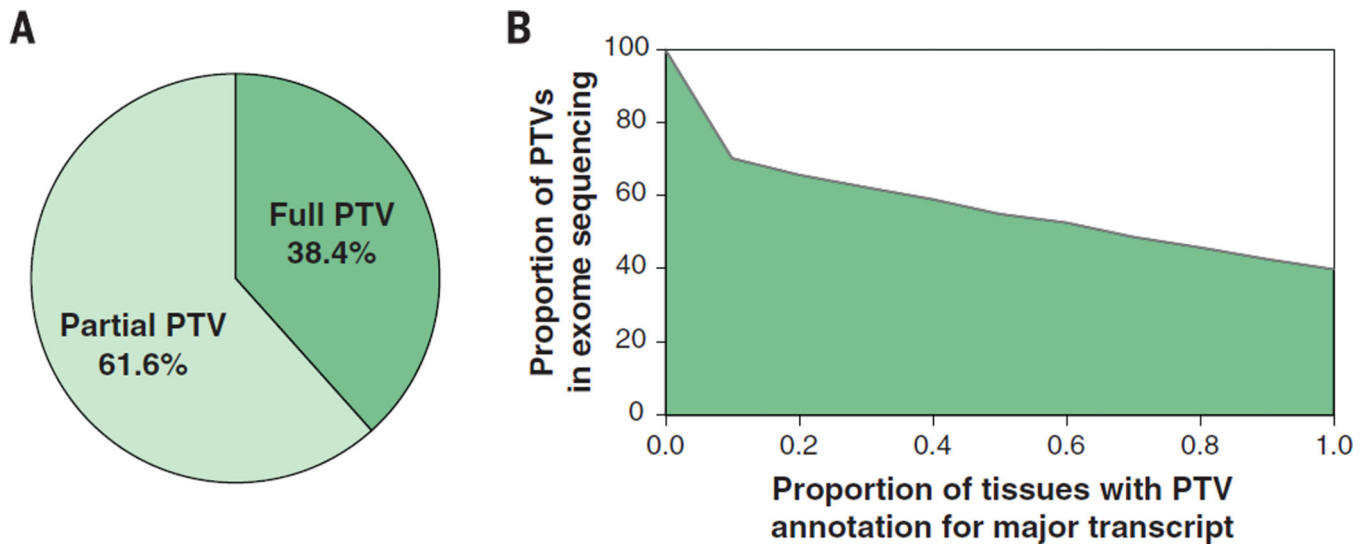 A
Full PTV
38.4%
Partial PTV
61.6%
B
Proportion of PTVs
in exome sequencing
100
80
60
40
20
0
0.0 0.2 0.4 0.6 0.8 1.0
Proportion of tissues with PTV
annotation for major transcript